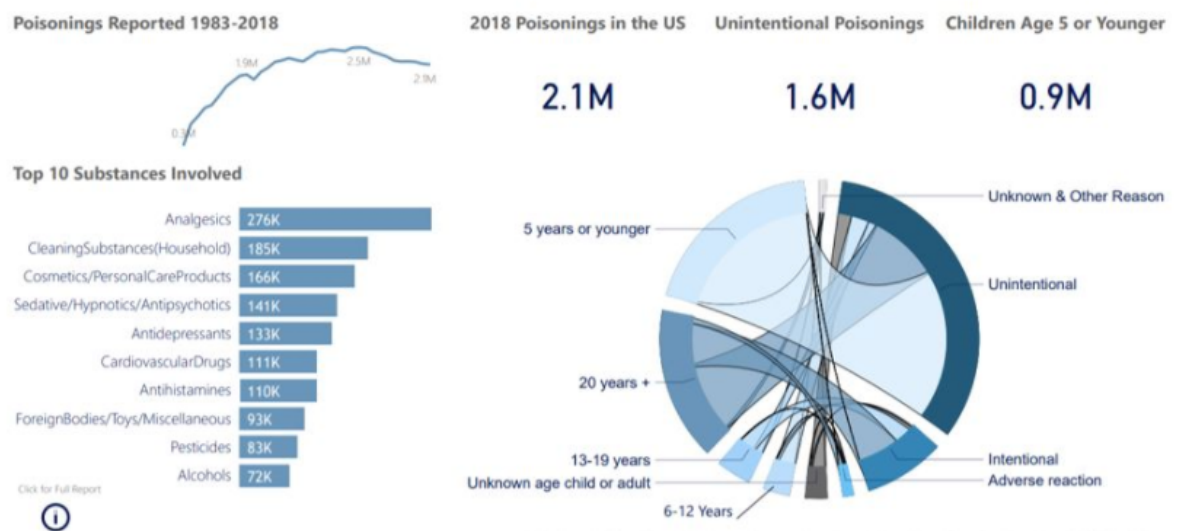 Poisonings Reported 1983-2018
0.3M
1.9M
2.5M
2.1M
2018 Poisonings in the US
2.1M
Unintentional Poisonings
1.6M
Children Age 5 or Younger
0.9M
Top 10 Substances Involved
Analgesics 276K
CleaningSubstances(Household) 185K
Cosmetics/PersonalCareProducts 166K
Sedative/Hypnotics/Antipsychotics 141K
Antidepressants 133K
CardiovascularDrugs 111K
Antihistamines 110K
ForeignBodies/Toys/Miscellaneous 93K
Pesticides 83K
Alcohols 72K
Click for Full Report
i
5 years or younger
20 years +
13-19 years
Unknown age child or adult
6-12 Years
Unknown & Other Reason
Unintentional
Intentional
Adverse reaction